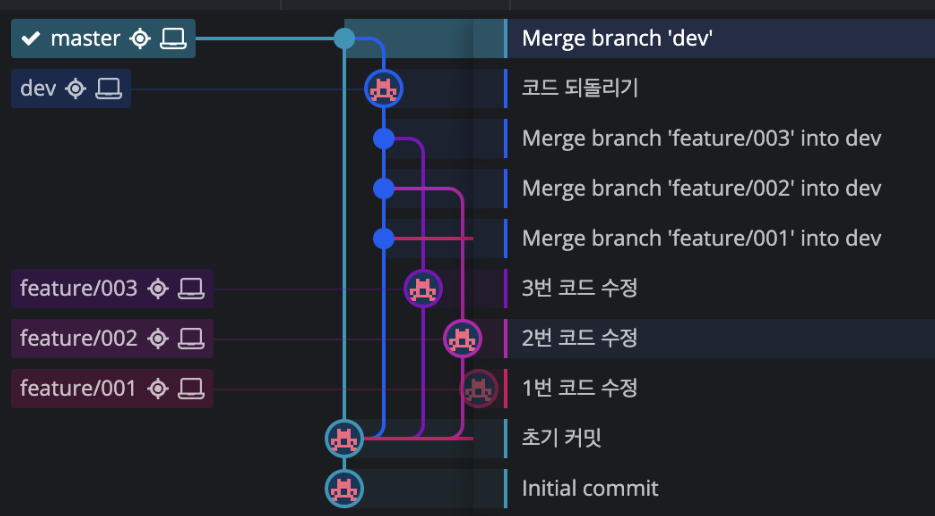 master Merge branch 'dev'
dev 코드 되돌리기
Merge branch 'feature/003' into dev
Merge branch 'feature/002' into dev
Merge branch 'feature/001' into dev
feature/003 3번 코드 수정
feature/002 2번 코드 수정
feature/001 1번 코드 수정
초기 커밋
Initial commit